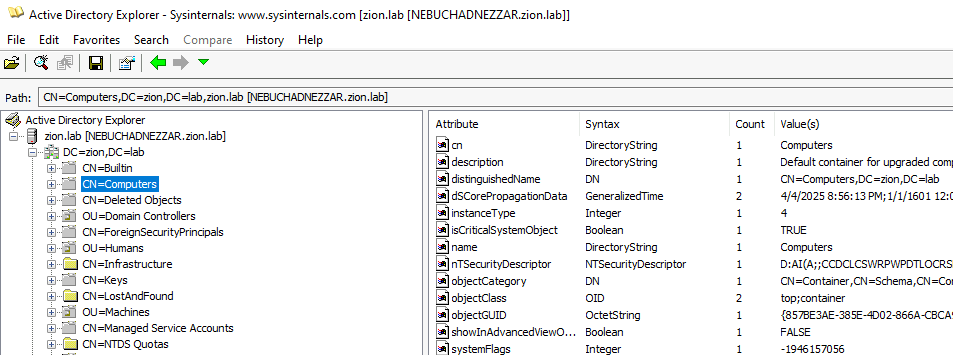 Active Directory Explorer - Sysinternals: www.sysinternals.com [zion.lab [NEBUCHADNEZZAR.zion.lab]]
File Edit Favorites Search Compare History Help
Path: CN=Computers,DC=zion,DC=lab,zion.lab [NEBUCHADNEZZAR.zion.lab]
Active Directory Explorer
zion.lab [NEBUCHADNEZZAR.zion.lab]
DC=zion,DC=lab
CN=Builtin
CN=Computers
CN=Deleted Objects
OU=Domain Controllers
CN=ForeignSecurityPrincipals
OU=Humans
CN=Infrastructure
CN=Keys
CN=LostAndFound
OU=Machines
CN=Managed Service Accounts
CN=NTDS Quotas
Attribute Syntax Count Value(s)
cn DirectoryString 1 Computers
description DirectoryString 1 Default container for upgraded comp
distinguishedName DN 1 CN=Computers,DC=zion,DC=lab
dSCorePropagationData GeneralizedTime 2 4/4/2025 8:56:13 PM;1/1/1601 12:0
instanceType Integer 1 4
isCriticalSystemObject Boolean 1 TRUE
name DirectoryString 1 Computers
nTSecurityDescriptor NTSecurityDescriptor 1 D:AI(A;;CCDCLCSWRPWPDTLOCRSI
objectCategory DN 1 CN=Container,CN=Schema,CN=Co
objectClass OID 2 top;container
objectGUID OctetString 1 {857BE3AE-385E-4D02-866A-CBCA9
showInAdvancedViewO... Boolean 1 FALSE
systemFlags Integer 1 -1946157056